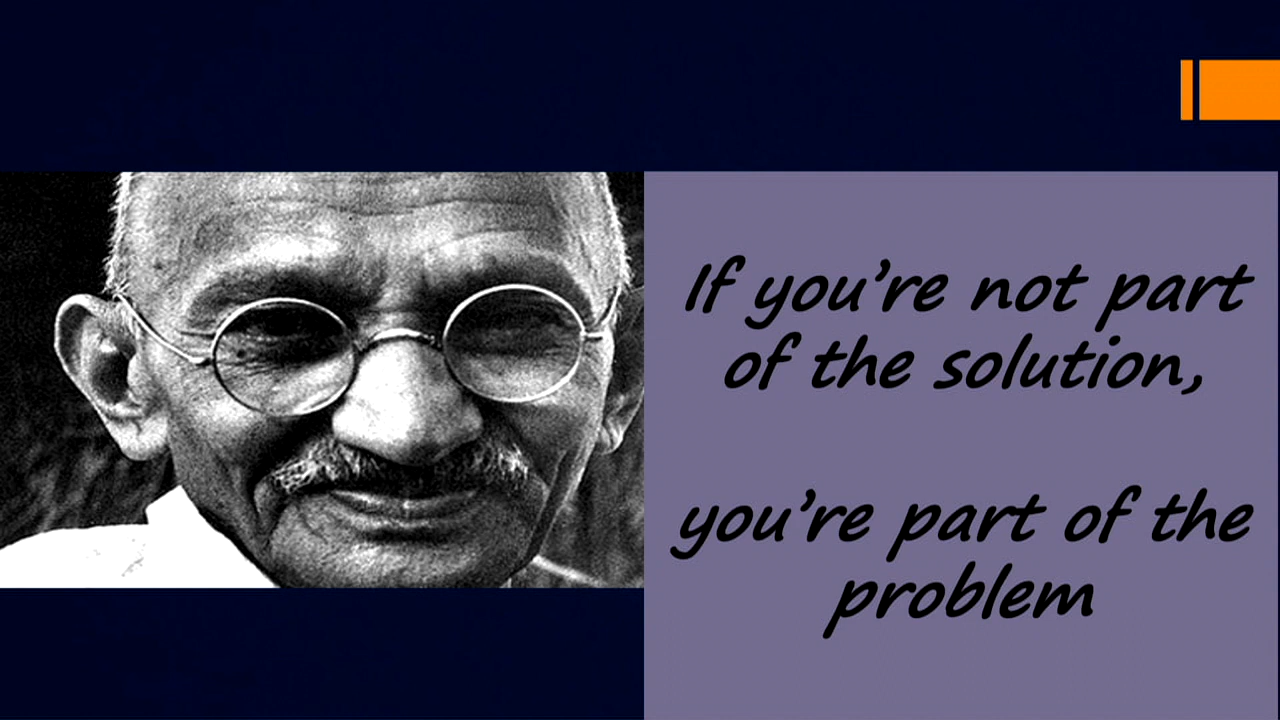 If you’re not part
of the solution,
you’re part of the
problem